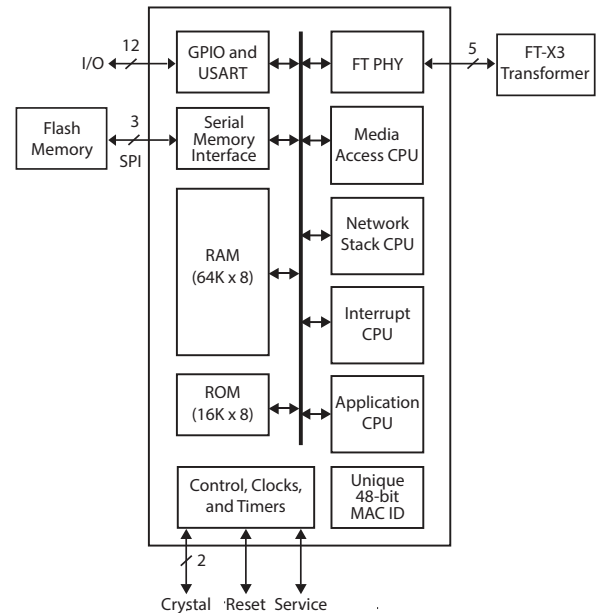 12
I/O
GPIO and
USART
FT PHY
5
FT-X3
Transformer
Flash
Memory
3
SPI
Serial
Memory
Interface
Media
Access CPU
Network
Stack CPU
RAM
(64K x 8)
Interrupt
CPU
ROM
(16K x 8)
Application
CPU
Control, Clocks,
and Timers
Unique
48-bit
MAC ID
2
Crystal
Reset
Service